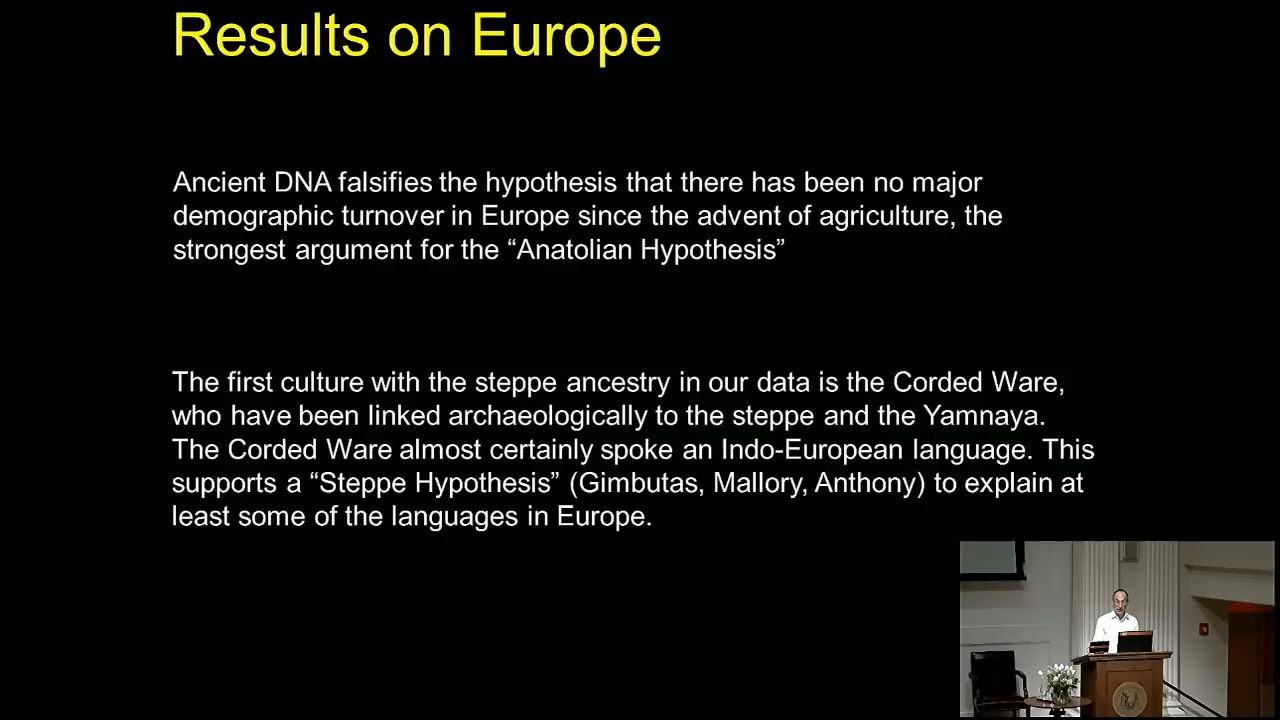 Results on Europe
Ancient DNA falsifies the hypothesis that there has been no major
demographic turnover in Europe since the advent of agriculture, the
strongest argument for the “Anatolian Hypothesis”
The first culture with the steppe ancestry in our data is the Corded Ware,
who have been linked archaeologically to the steppe and the Yamnaya.
The Corded Ware almost certainly spoke an Indo-European language. This
supports a “Steppe Hypothesis” (Gimbutas, Mallory, Anthony) to explain at
least some of the languages in Europe.